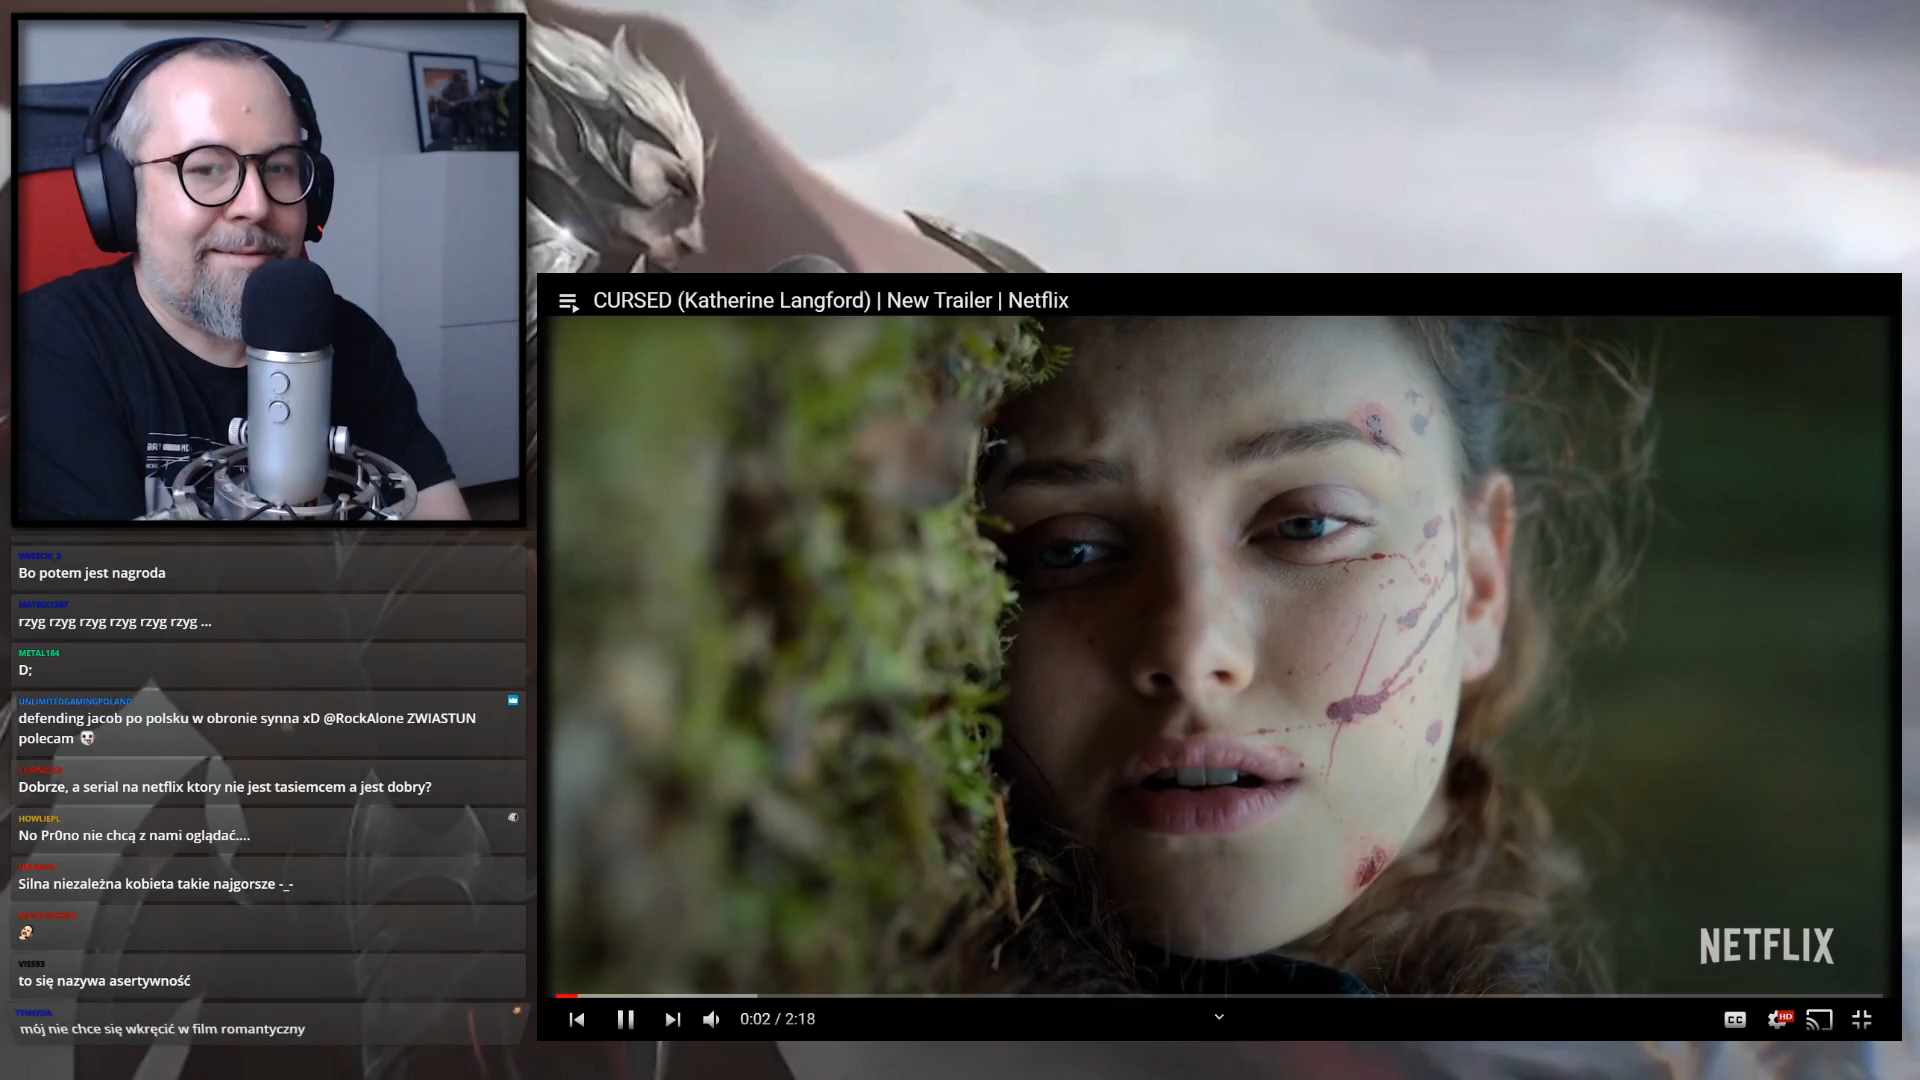 CURSED (Katherine Langford) | New Trailer | Netflix
NETFLIX
0:02 / 2:18
CC
HD
Bo potem jest nagroda
rzyg rzyg rzyg rzyg rzyg rzyg ...
METAL184
D;
UNLIMITEDGAMINGPOLAND
defending jacob po polsku w obronie synna xD @RockAlone ZWIASTUN
polecam
Dobrze, a serial na netflix ktory nie jest tasiemcem a jest dobry?
HOWLIEPL
No Pr0no nie chcą z nami oglądać....
Silna niezależna kobieta takie najgorsze -_-
VISS93
to się nazywa asertywność
mój nie chce się wkręcić w film romantyczny